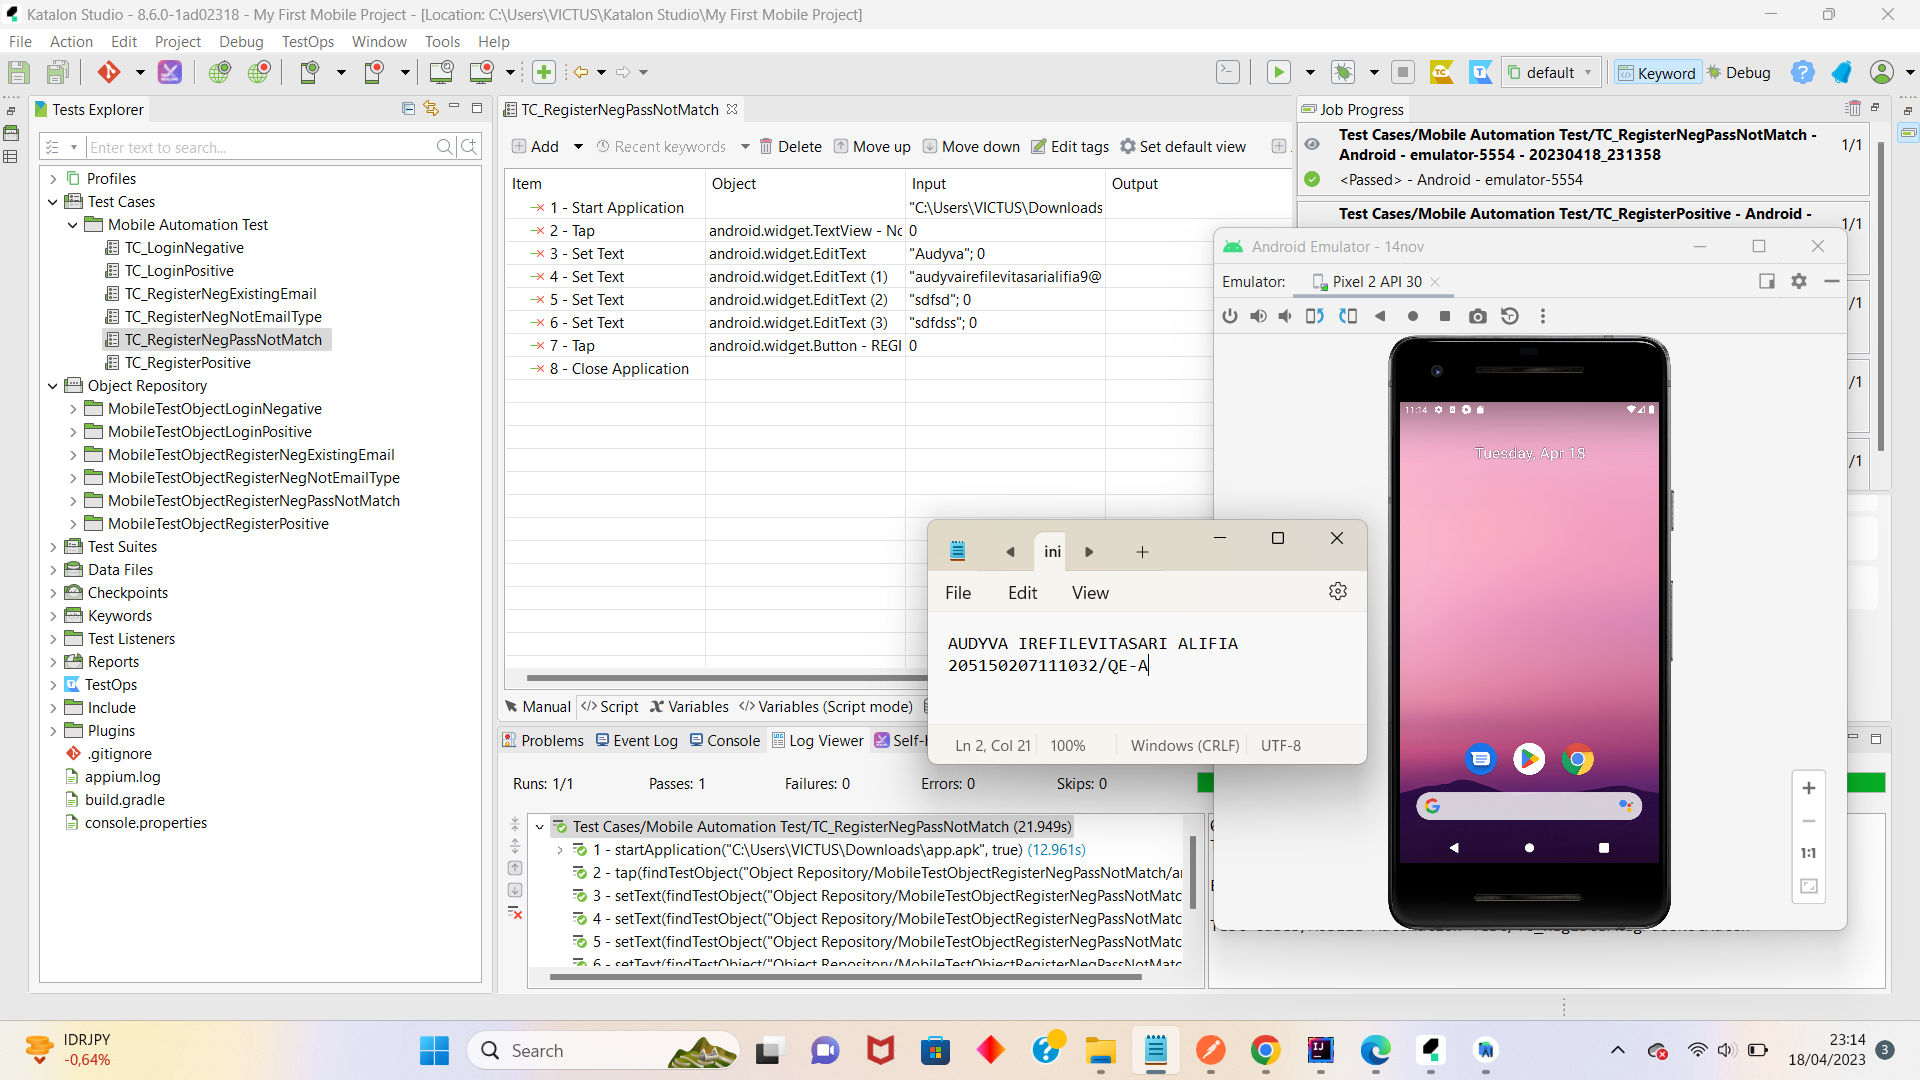 Katalon Studio - 8.6.0-1ad02318 - My First Mobile Project - [Location: C:\Users\VICTUS\Katalon Studio\My First Mobile Project]
File Action Edit Project Debug TestOps Window Tools Help
default Keyword Debug
Tests Explorer
Enter text to search...
Profiles
Test Cases
Mobile Automation Test
TC_LoginNegative
TC_LoginPositive
TC_RegisterNegExistingEmail
TC_RegisterNegNotEmailType
TC_RegisterNegPassNotMatch
TC_RegisterPositive
Object Repository
MobileTestObjectLoginNegative
MobileTestObjectLoginPositive
MobileTestObjectRegisterNegExistingEmail
MobileTestObjectRegisterNegNotEmailType
MobileTestObjectRegisterNegPassNotMatch
MobileTestObjectRegisterPositive
Test Suites
Data Files
Checkpoints
Keywords
Test Listeners
Reports
TestOps
Include
Plugins
.gitignore
appium.log
build.gradle
console.properties
TC_RegisterNegPassNotMatch
Add Recent keywords Delete Move up Move down Edit tags Set default view
Item Object Input Output
1 - Start Application "C:\Users\VICTUS\Downloads
2 - Tap android.widget.TextView - Nc 0
3 - Set Text android.widget.EditText "Audyva"; 0
4 - Set Text android.widget.EditText (1) "audyvairefilevitasarialifia9@
5 - Set Text android.widget.EditText (2) "sdfsd"; 0
6 - Set Text android.widget.EditText (3) "sdfdss"; 0
7 - Tap android.widget.Button - REGI 0
8 - Close Application
Manual Script Variables Variables (Script mode)
Problems Event Log Console Log Viewer Self-H
Runs: 1/1 Passes: 1 Failures: 0 Errors: 0 Skips: 0
Test Cases/Mobile Automation Test/TC_RegisterNegPassNotMatch (21.949s)
1 - startApplication("C:\Users\VICTUS\Downloads\app.apk", true) (12.961s)
2 - tap(findTestObject("Object Repository/MobileTestObjectRegisterNegPassNotMatch/a
3 - setText(findTestObject("Object Repository/MobileTestObjectRegisterNegPassNotMatc
4 - setText(findTestObject("Object Repository/MobileTestObjectRegisterNegPassNotMatc
5 - setText(findTestObject("Object Repository/MobileTestObjectRegisterNegPassNotMatc
6 - setText(findTestObject("Object Repository/MobileTestObjectRegisterNegPassNotMatc
Job Progress
Test Cases/Mobile Automation Test/TC_RegisterNegPassNotMatch -
Android - emulator-5554 - 20230418_231358
1/1
<Passed> - Android - emulator-5554
Test Cases/Mobile Automation Test/TC_RegisterPositive - Android -
1/1
/1
/1
/1
Android Emulator - 14nov
Emulator: Pixel 2 API 30
11:14
Tuesday, Apr 18
1:1
ini
File Edit View
AUDYVA IREFILEVITASARI ALIFIA
205150207111032/QE-A
Ln 2, Col 21 100% Windows (CRLF) UTF-8
IDRJPY
-0,64%
Search
23:14
18/04/2023
3